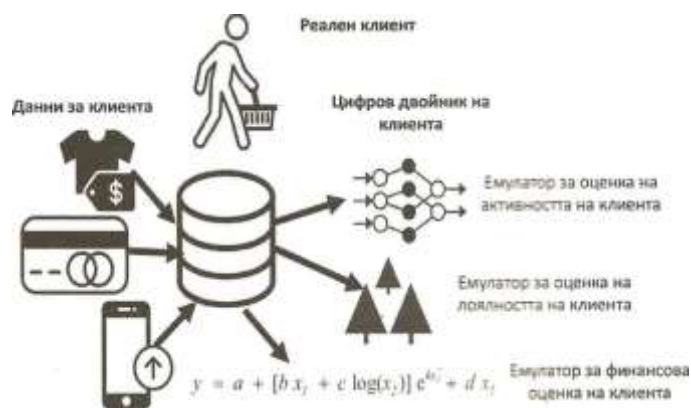 Реален клиент
Данни за клиента
Цифров двойник на
клиента
$
Емулатор за оценка на
активността на клиента
Емулатор за оценка на
лоялността на клиента
Емулатор за финансова
оценка на клиента